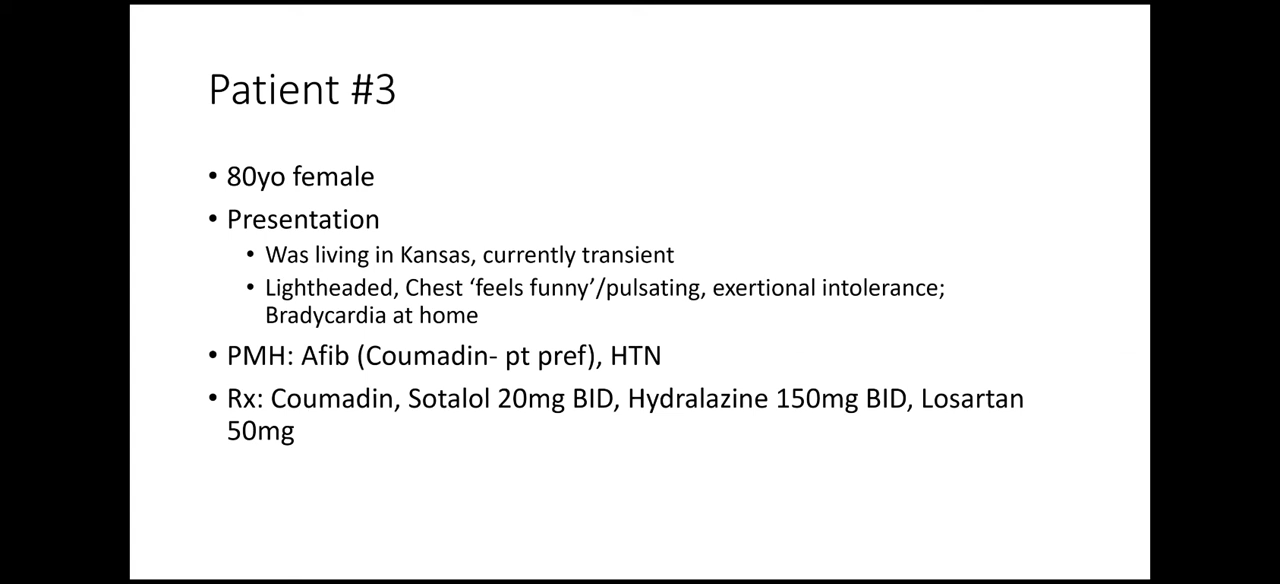 Patient #3
• 80yo female
• Presentation
• Was living in Kansas, currently transient
• Lightheaded, Chest ‘feels funny’/pulsating, exertional intolerance;
Bradycardia at home
• PMH: Afib (Coumadin- pt pref), HTN
• Rx: Coumadin, Sotalol 20mg BID, Hydralazine 150mg BID, Losartan
50mg